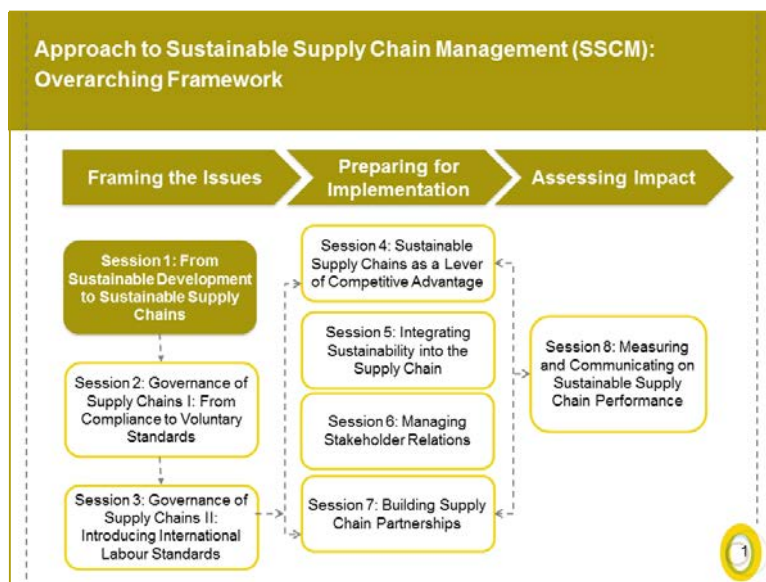 Approach to Sustainable Supply Chain Management (SSCM):
Overarching Framework
Framing the Issues
Preparing for
Implementation
Assessing Impact
Session 1: From
Sustainable Development
to Sustainable Supply
Chains
Session 2: Governance of
Supply Chains I: From
Compliance to Voluntary
Standards
Session 3: Governance of
Supply Chains II:
Introducing International
Labour Standards
Session 4: Sustainable
Supply Chains as a Lever
of Competitive Advantage
Session 5: Integrating
Sustainability into the
Supply Chain
Session 6: Managing
Stakeholder Relations
Session 7: Building Supply
Chain Partnerships
Session 8: Measuring
and Communicating on
Sustainable Supply
Chain Performance
1